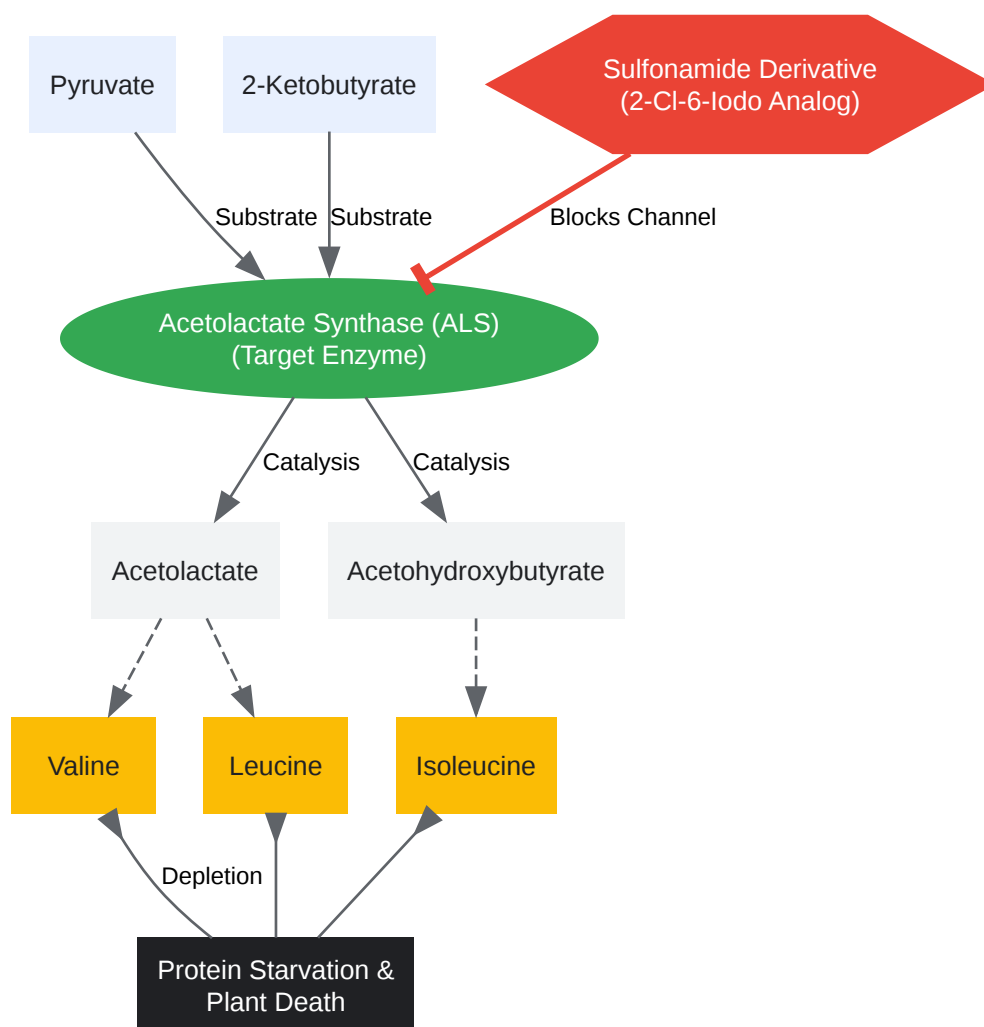 Pyruvate
2-Ketobutyrate
Sulfonamide Derivative
(2-Cl-6-Iodo Analog)
Substrate
Substrate
Blocks Channel
Acetolactate Synthase (ALS)
(Target Enzyme)
Catalysis
Catalysis
Acetolactate
Acetohydroxybutyrate
Valine
Leucine
Isoleucine
Depletion
Protein Starvation &
Plant Death